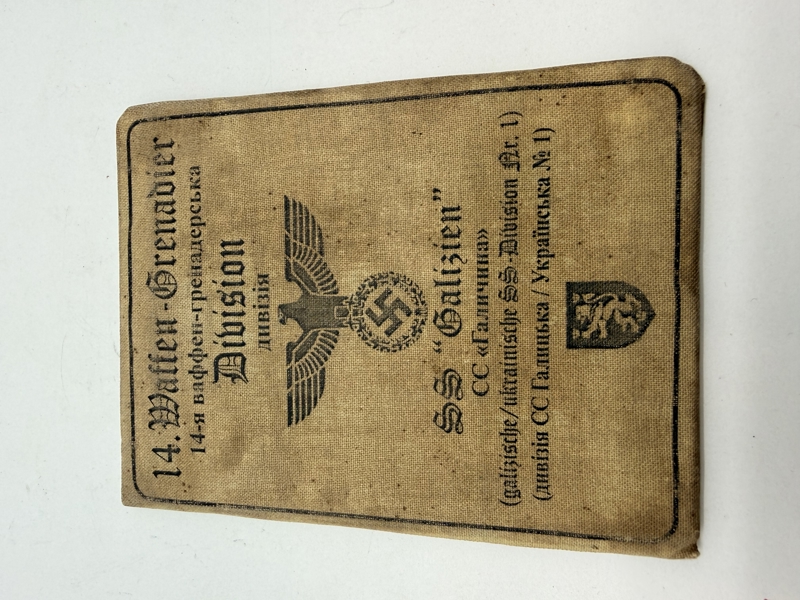 14. Waffen-Grenadier
14-я ваффен-гренадерська
Division
дивізія
SS "Galizien"
СС «Галичина»
(galizische/ukrainische SS-Division Nr. 1)
(дивізія СС Галицька / Українська № 1)